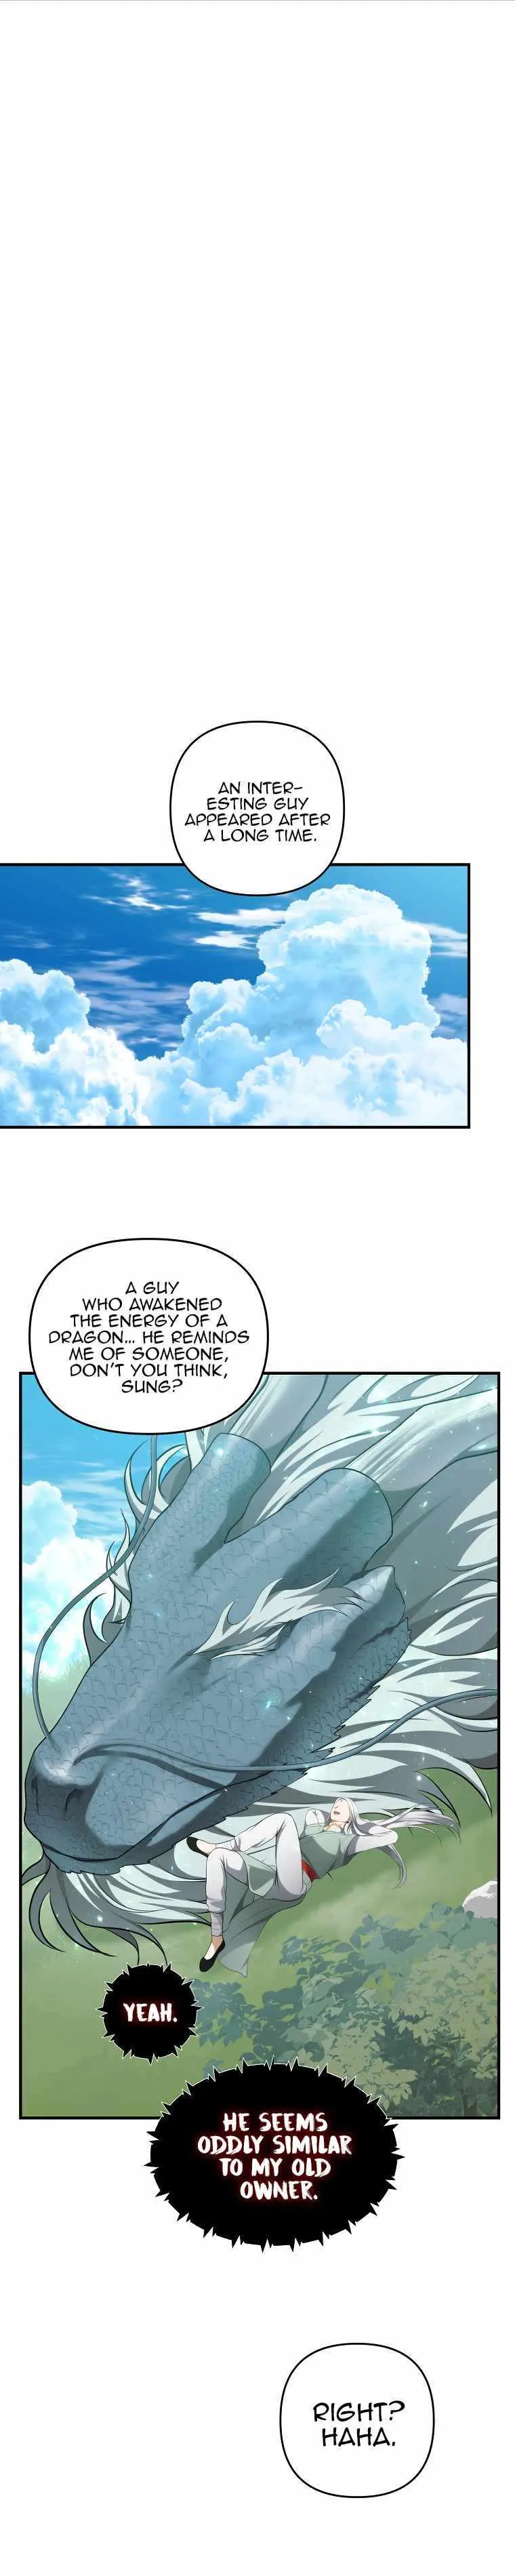 AN INTER-
ESTING GUY
APPEARED AFTER
A LONG TIME.
A GUY
WHO AWAKENED
THE ENERGY OF A
DRAGON... HE REMINDS
ME OF SOMEONE,
DON'T YOU THINK,
SUNG?
YEAH.
HE SEEMS
ODDLY SIMILAR
TO MY OLD
OWNER.
RIGHT?
HAHA.